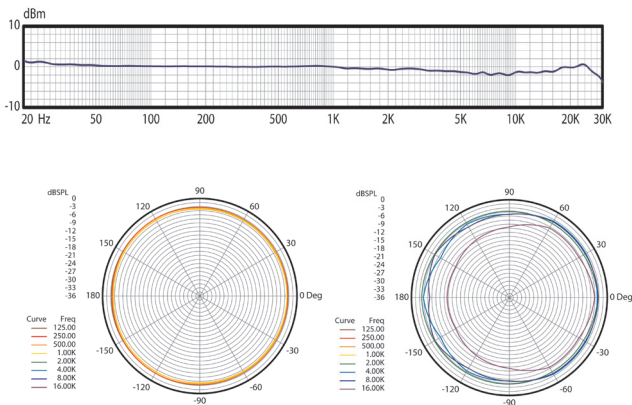 dBm
10
0
-10
20 Hz 50 100 200 500 1K 2K 5K 10K 20K 30K
dBSPL
0
-3
-6
-9
-12
-15
-18
-21
-24
-27
-30
-33
-36
90
120 60
150 30
180 0 Deg
-150 -30
-120 -60
-90
Curve Freq
125.00
250.00
500.00
1.00K
2.00K
4.00K
8.00K
16.00K
dBSPL
0
-3
-6
-9
-12
-15
-18
-21
-24
-27
-30
-33
-36
90
120 60
150 30
180 0 Deg
-150 -30
-120 -60
-90
Curve Freq
125.00
250.00
500.00
1.00K
2.00K
4.00K
8.00K
16.00K